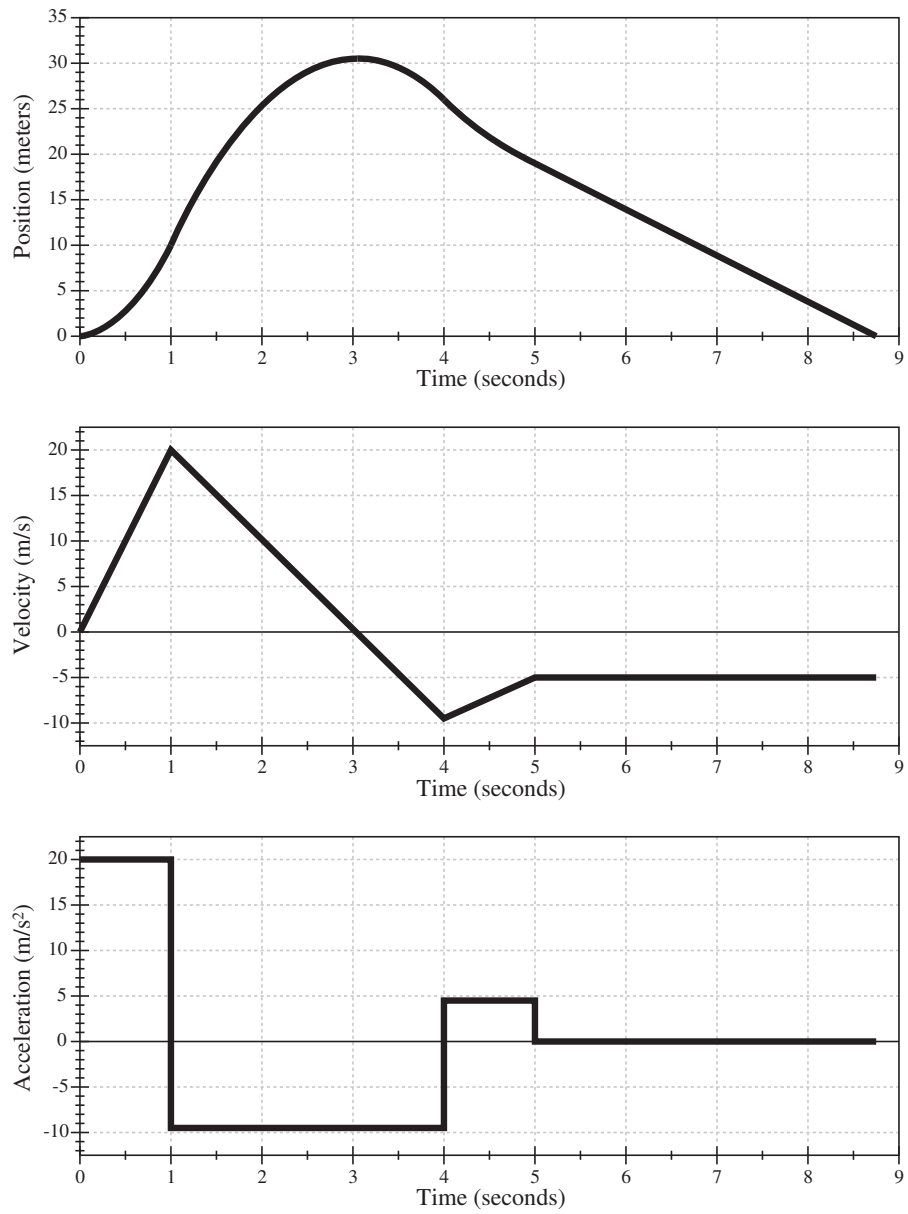 Position (meters)
35
30
25
20
15
10
5
0
0 1 2 3 4 5 6 7 8 9
Time (seconds)
Velocity (m/s)
20
15
10
5
0
-5
-10
0 1 2 3 4 5 6 7 8 9
Time (seconds)
Acceleration (m/s²)
20
15
10
5
0
-5
-10
0 1 2 3 4 5 6 7 8 9
Time (seconds)